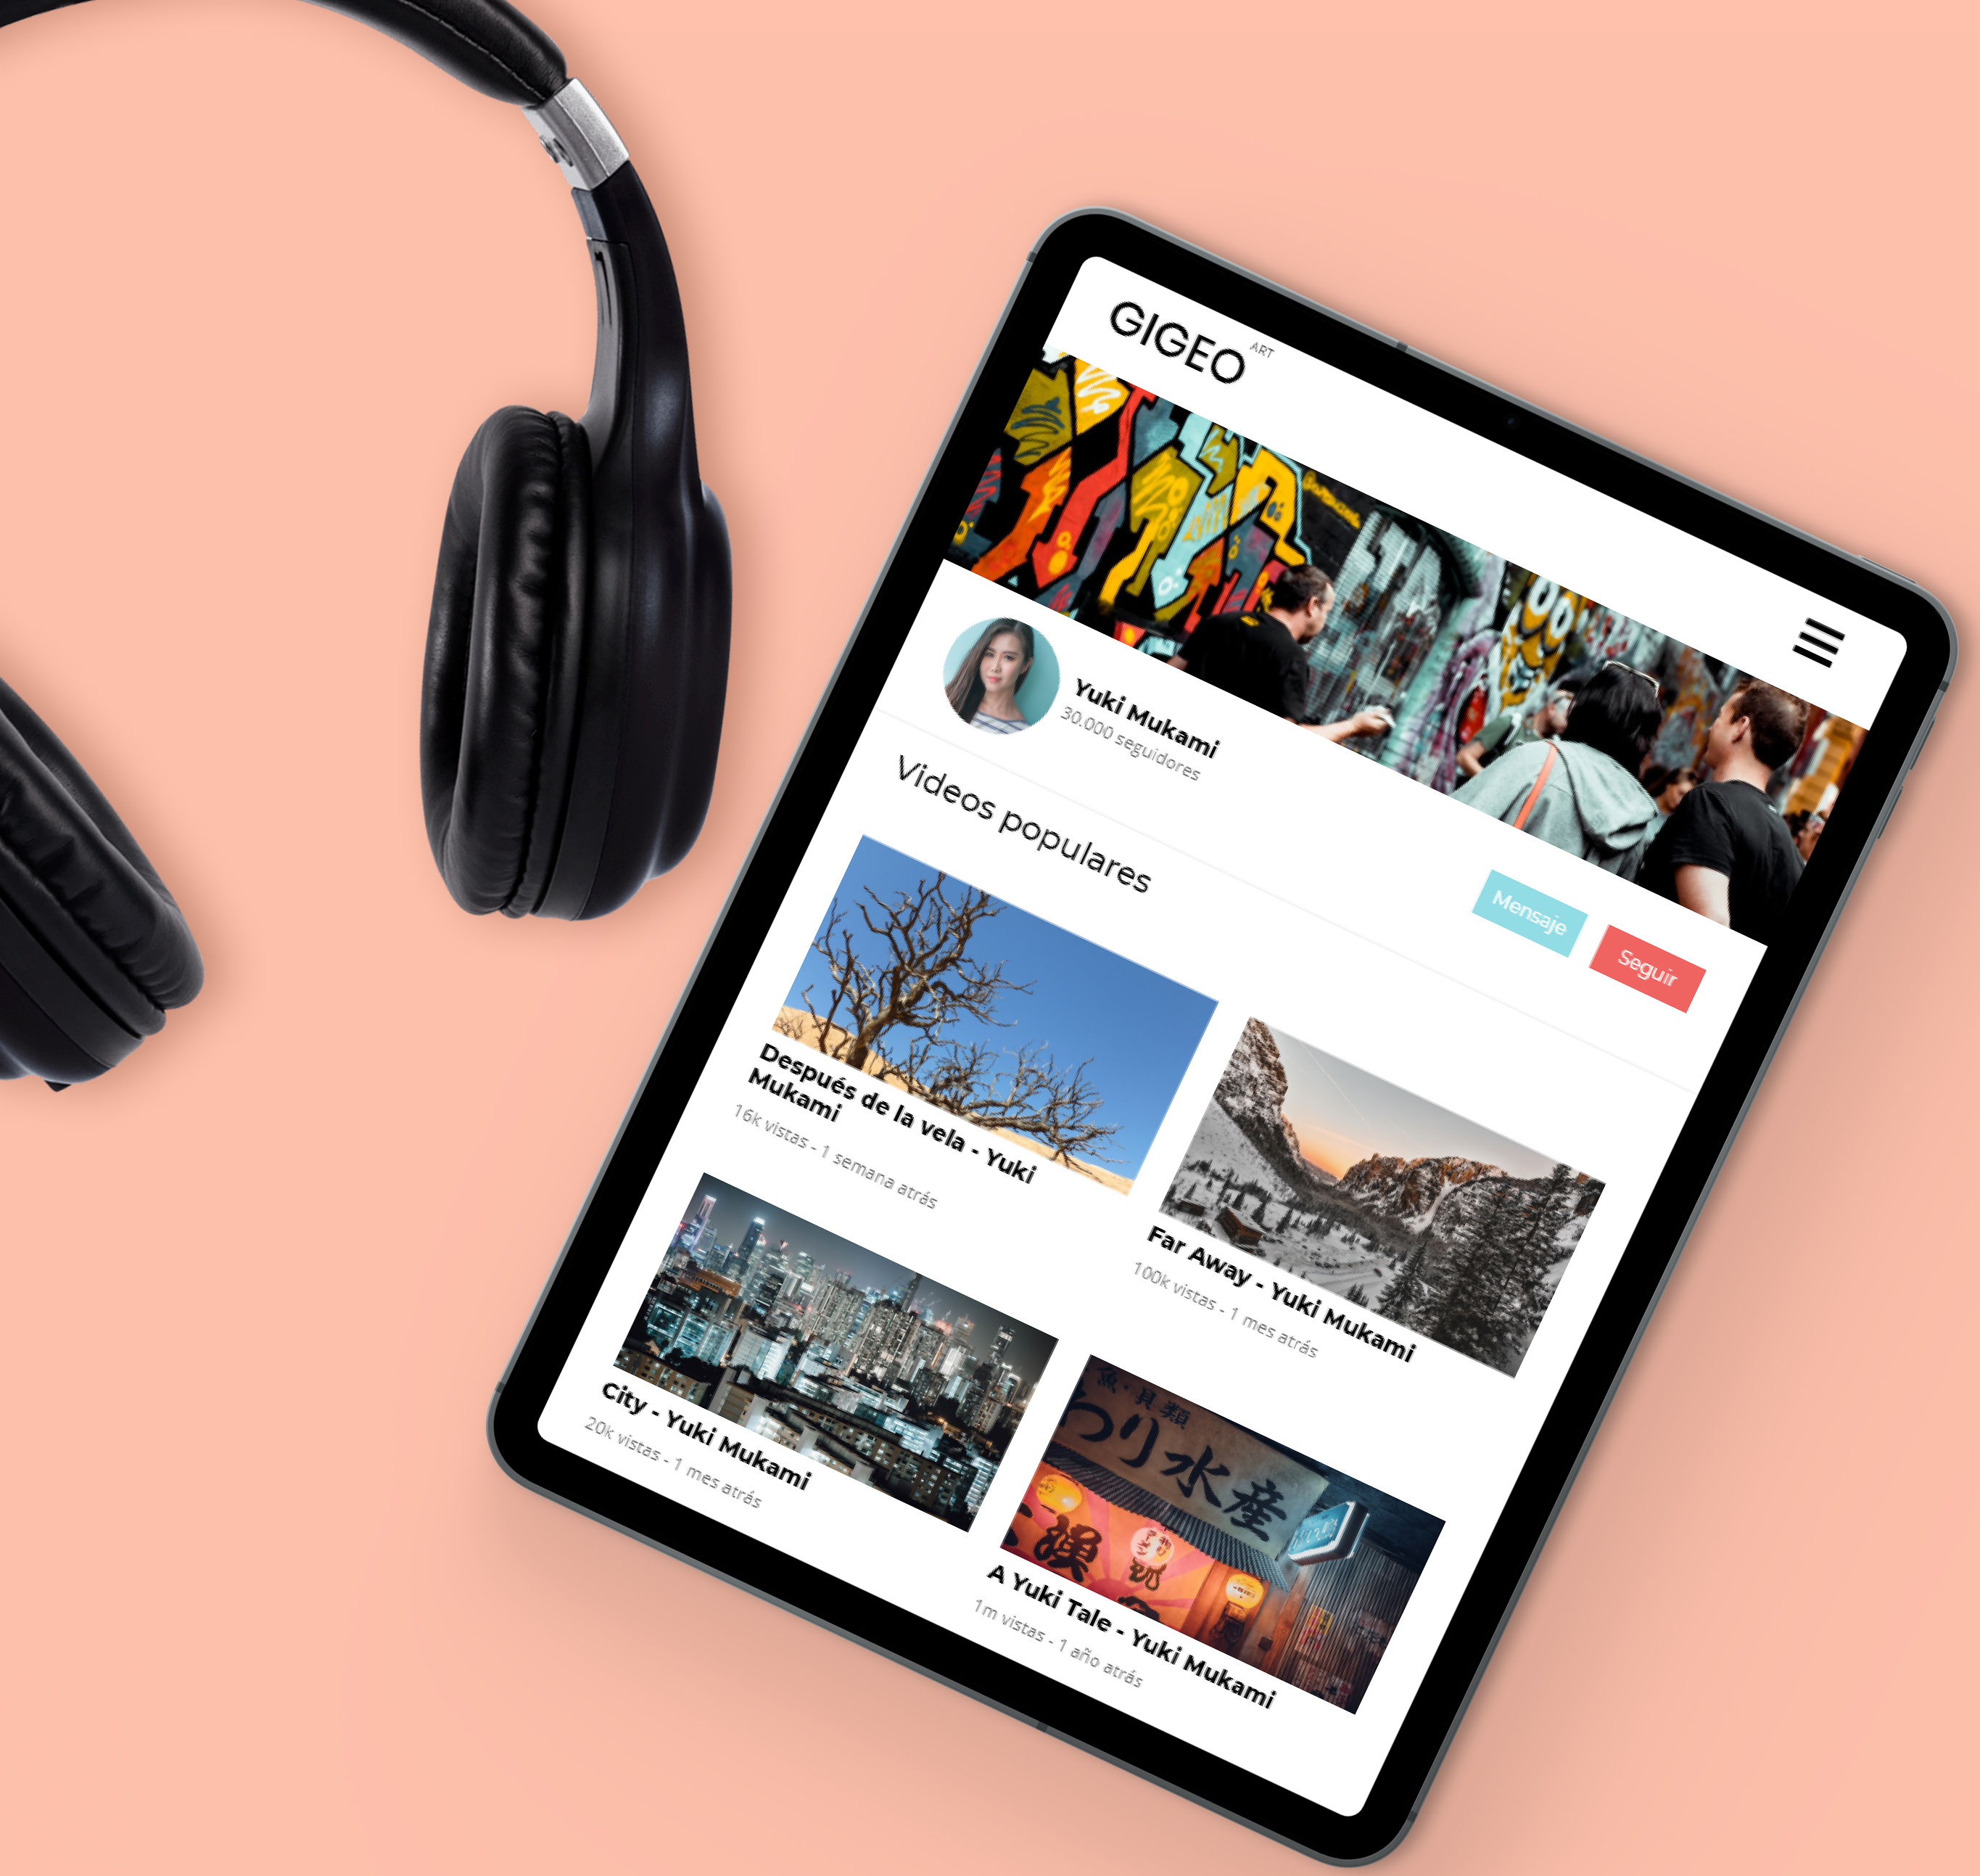 GIGEO ART
Yuki Mukami
30.000 seguidores
Mensaje
Seguir
Videos populares
Después de la vela - Yuki
Mukami
16k vistas - 1 semana atrás
Far Away - Yuki Mukami
100k vistas - 1 mes atrás
City - Yuki Mukami
20k vistas - 1 mes atrás
魚・貝類
わり水産
漢
A Yuki Tale - Yuki Mukami
1m vistas - 1 año atrás